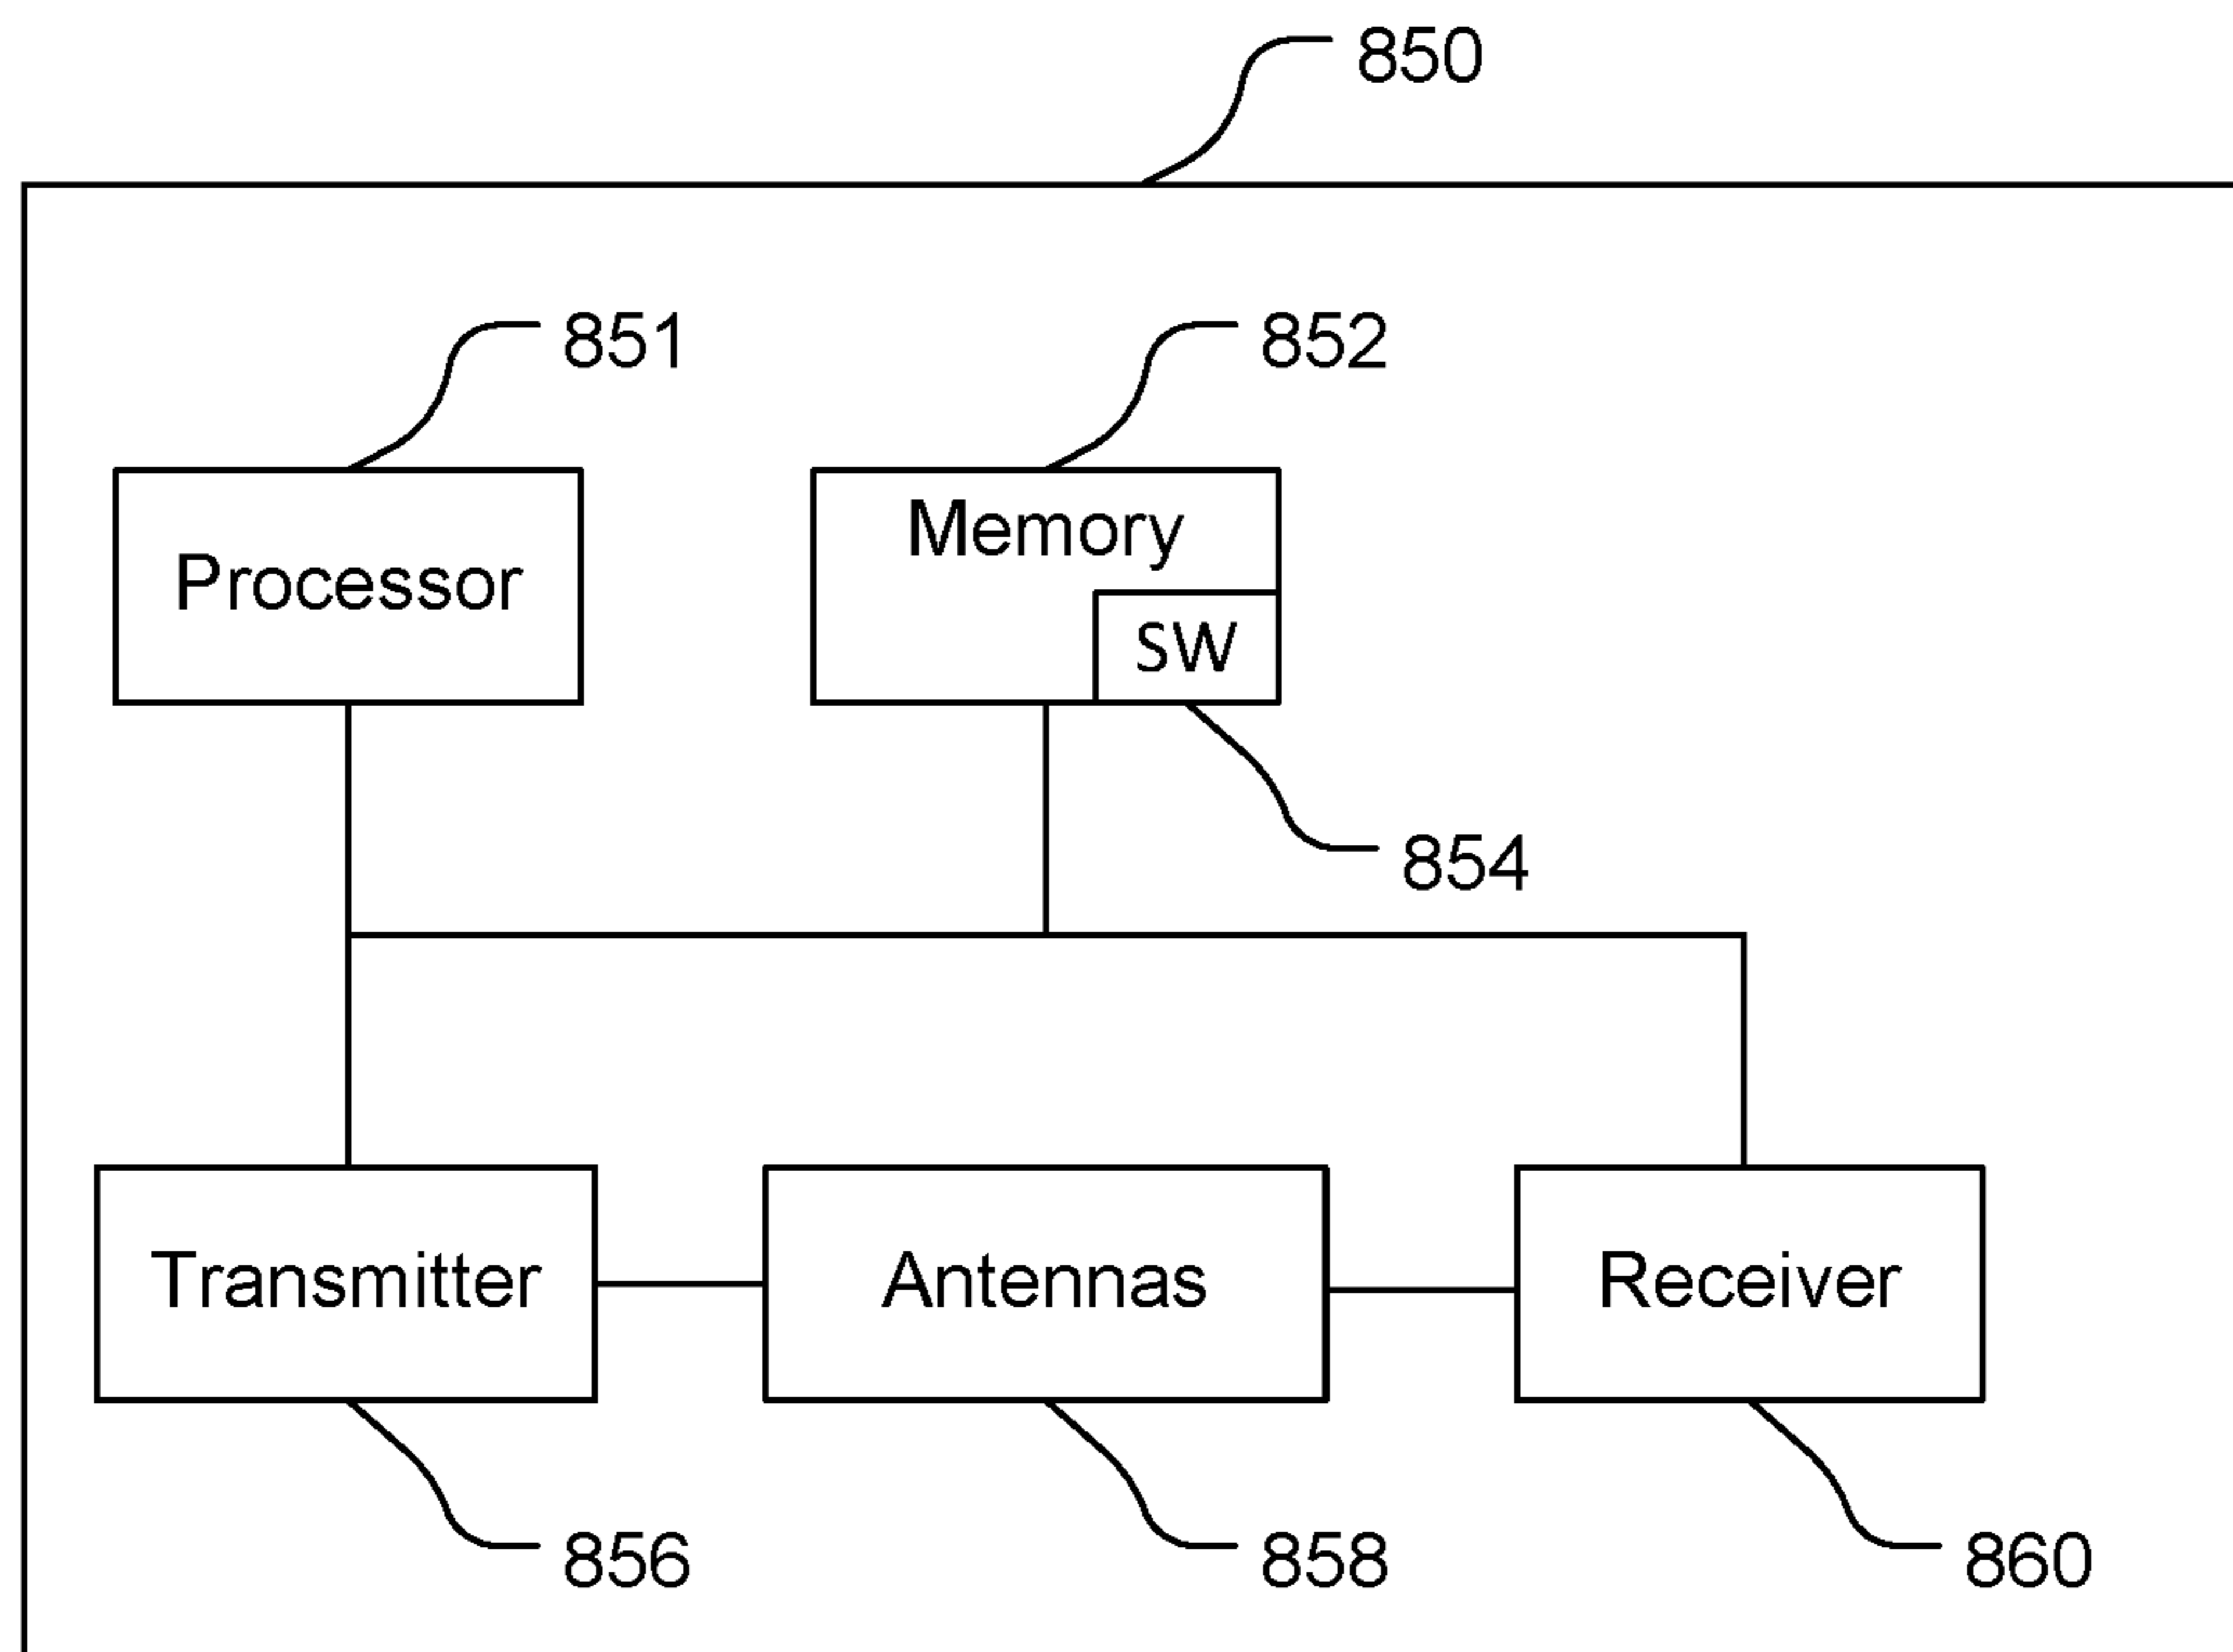 850
851
852
Processor
Memory
SW
854
Transmitter
Antennas
Receiver
856
858
860